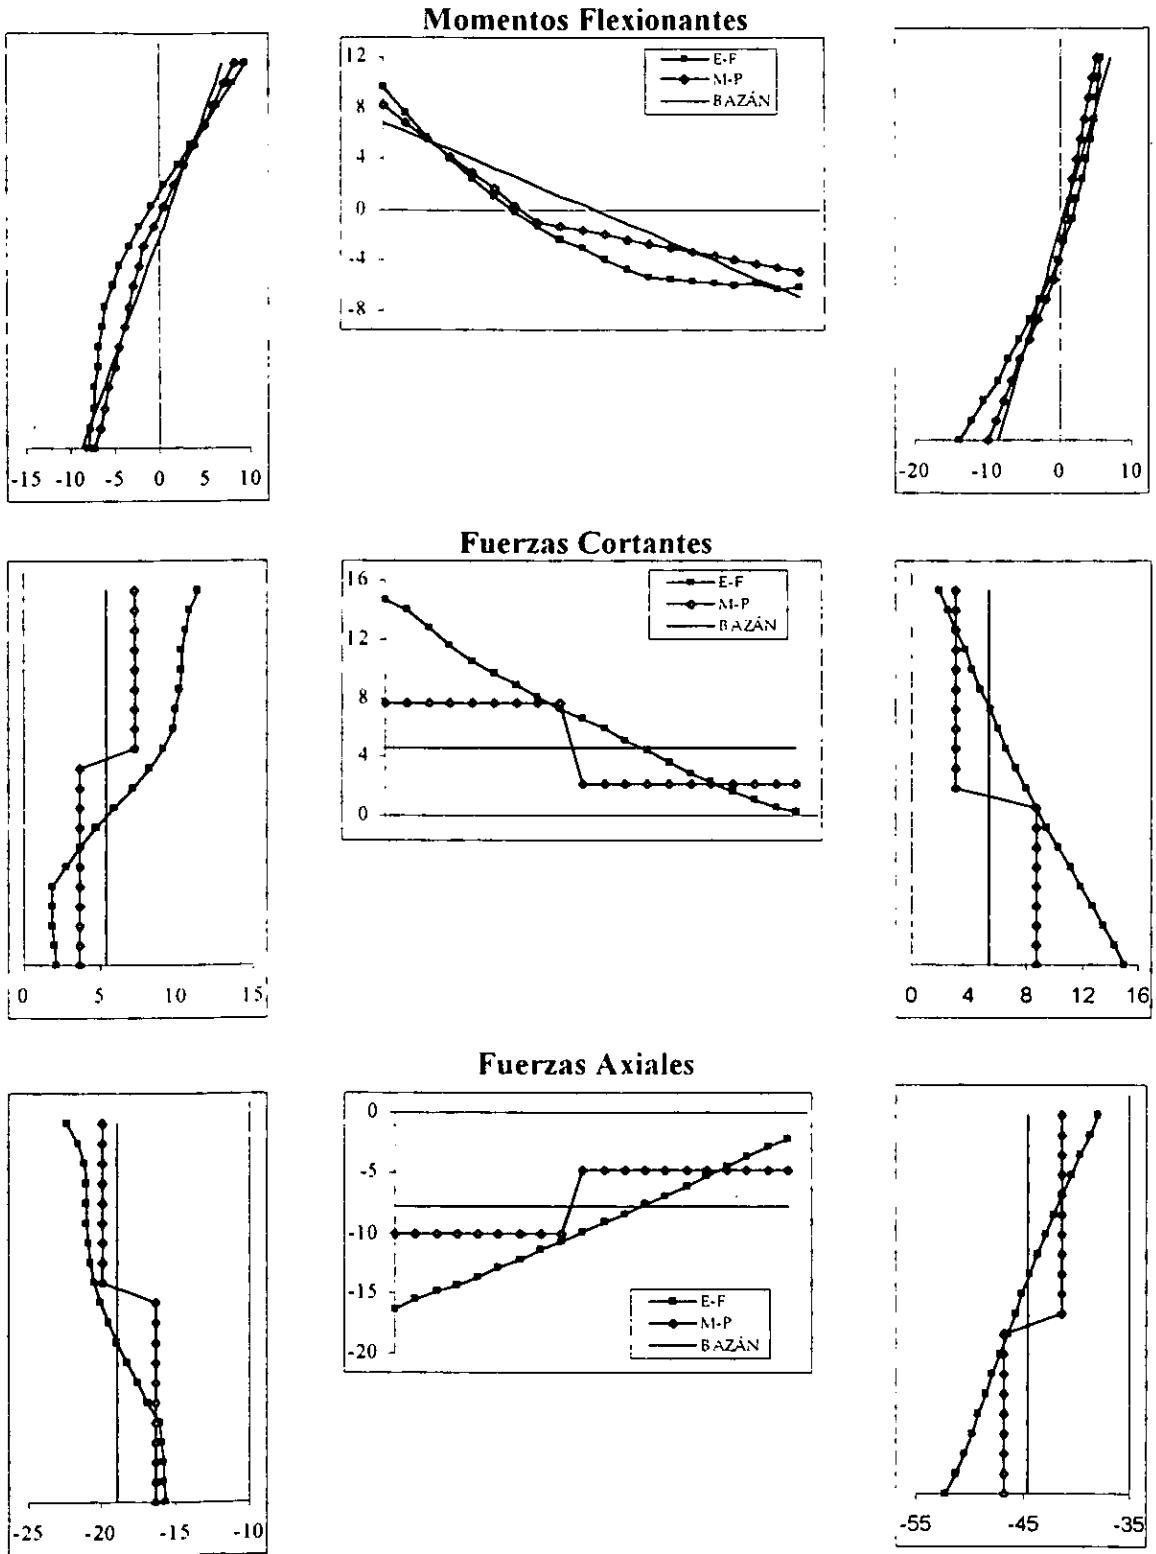 Momentos Flexionantes
12
8
4
0
-4
-8
E-F
M-P
BAZÁN
-15 -10 -5 0 5 10
-20 -10 0 10
Fuerzas Cortantes
16
12
8
4
0
E-F
M-P
BAZÁN
0 5 10 15
0 4 8 12 16
Fuerzas Axiales
0
-5
-10
-15
-20
E-F
M-P
BAZÁN
-25 -20 -15 -10
-55 -45 -35